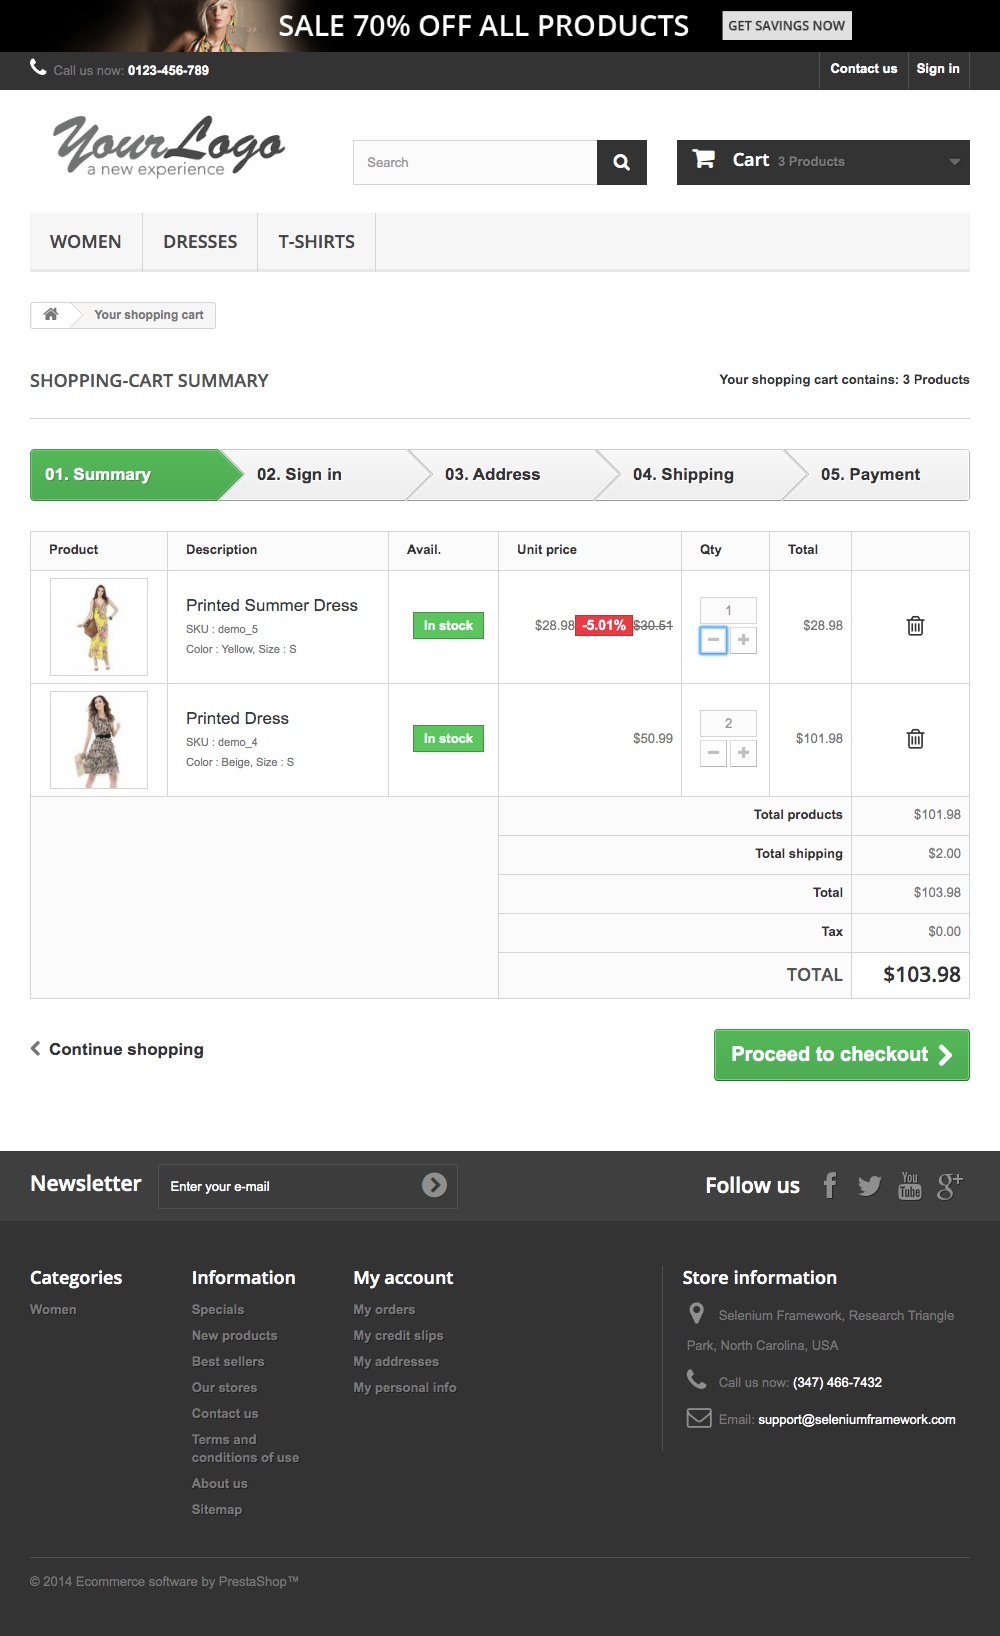 SALE 70% OFF ALL PRODUCTS GET SAVINGS NOW
Call us now: 0123-456-789 Contact us Sign in
YourLogo
a new experience
Search Cart 3 Products
WOMEN DRESSES T-SHIRTS
Your shopping cart
SHOPPING-CART SUMMARY Your shopping cart contains: 3 Products
01. Summary 02. Sign in 03. Address 04. Shipping 05. Payment
Product Description Avail. Unit price Qty Total
Printed Summer Dress
SKU : demo_5
Color : Yellow, Size : S
In stock $28.98 -5.01% $30.51 1 $28.98
Printed Dress
SKU : demo_4
Color : Beige, Size : S
In stock $50.99 2 $101.98
Total products $101.98
Total shipping $2.00
Total $103.98
Tax $0.00
TOTAL $103.98
Continue shopping Proceed to checkout
Newsletter Enter your e-mail Follow us You Tube g+
Categories
Women
Information
Specials
New products
Best sellers
Our stores
Contact us
Terms and
conditions of use
About us
Sitemap
My account
My orders
My credit slips
My addresses
My personal info
Store information
Selenium Framework, Research Triangle
Park, North Carolina, USA
Call us now: (347) 466-7432
Email: support@seleniumframework.com
© 2014 Ecommerce software by PrestaShop™